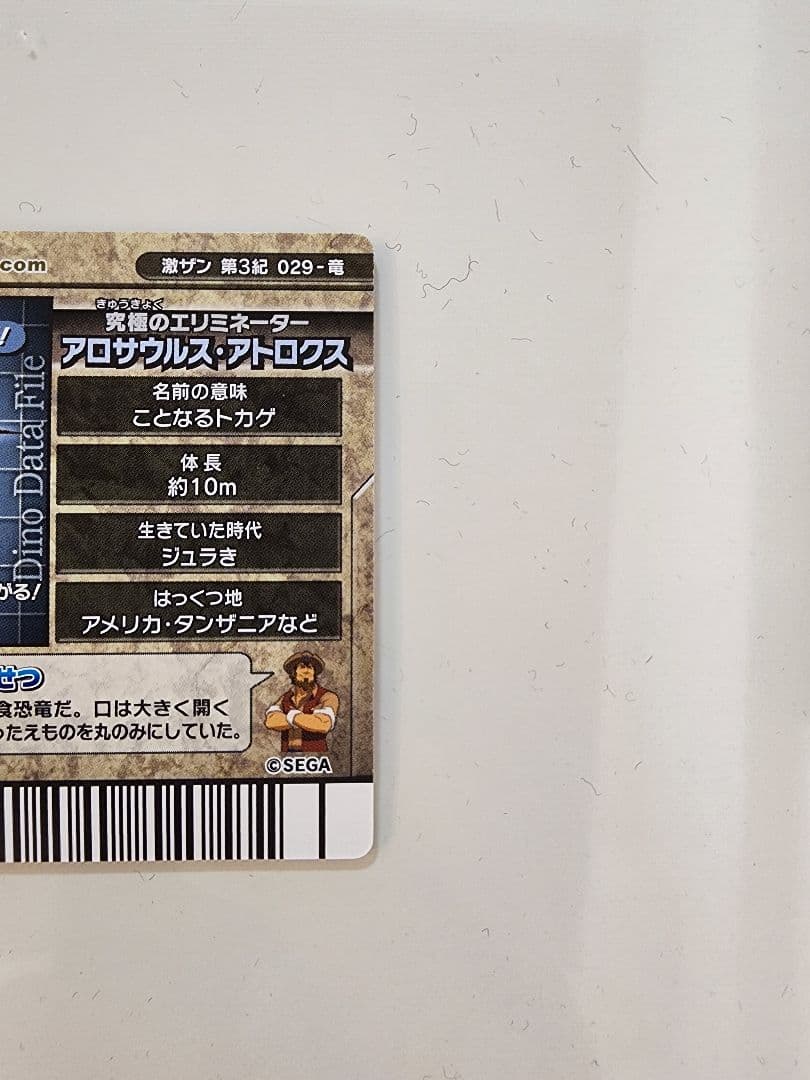 com
激ザン 第3紀 029-竜
きゅうきょく
究極のエリミネーター
アロサウルス・アトロクス
!
Dino Data File
名前の意味
ことなるトカゲ
体長
約10m
生きていた時代
ジュラき
はっくつ地
アメリカ・タンザニアなど
がる!
せつ
食恐竜だ。口は大きく開く
ったえものを丸のみにしていた。
©SEGA